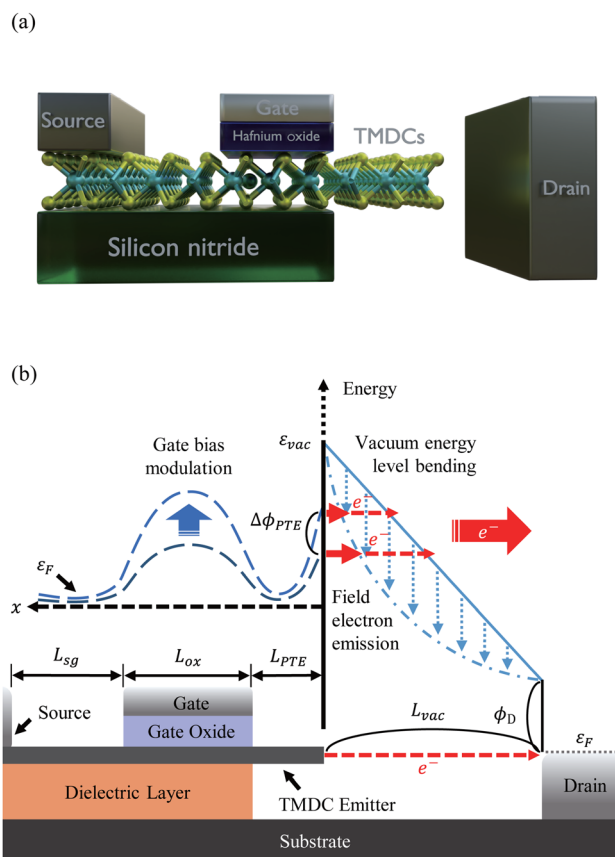 (a)
Source
Gate
Hafnium oxide
TMDCs
Drain
Silicon nitride
(b)
Energy
Gate bias
modulation
ε_vac
Vacuum energy
level bending
e⁻
Δϕ_PTE
e⁻
e⁻
ε_F
x
Field
electron
emission
L_sg
L_ox
L_PTE
Gate
Source
Gate Oxide
L_vac
ϕ_D
ε_F
e⁻
Dielectric Layer
TMDC Emitter
Drain
Substrate